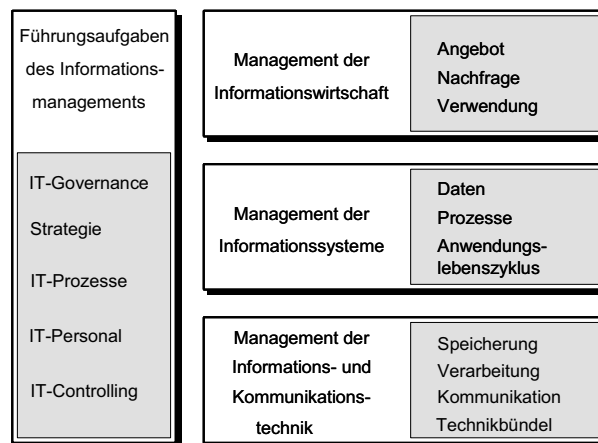 Führungsaufgaben
des Informations-
managements
IT-Governance
Strategie
IT-Prozesse
IT-Personal
IT-Controlling
Management der
Informationswirtschaft
Angebot
Nachfrage
Verwendung
Management der
Informationssysteme
Daten
Prozesse
Anwendungs-
lebenszyklus
Management der
Informations- und
Kommunikations-
technik
Speicherung
Verarbeitung
Kommunikation
Technikbündel